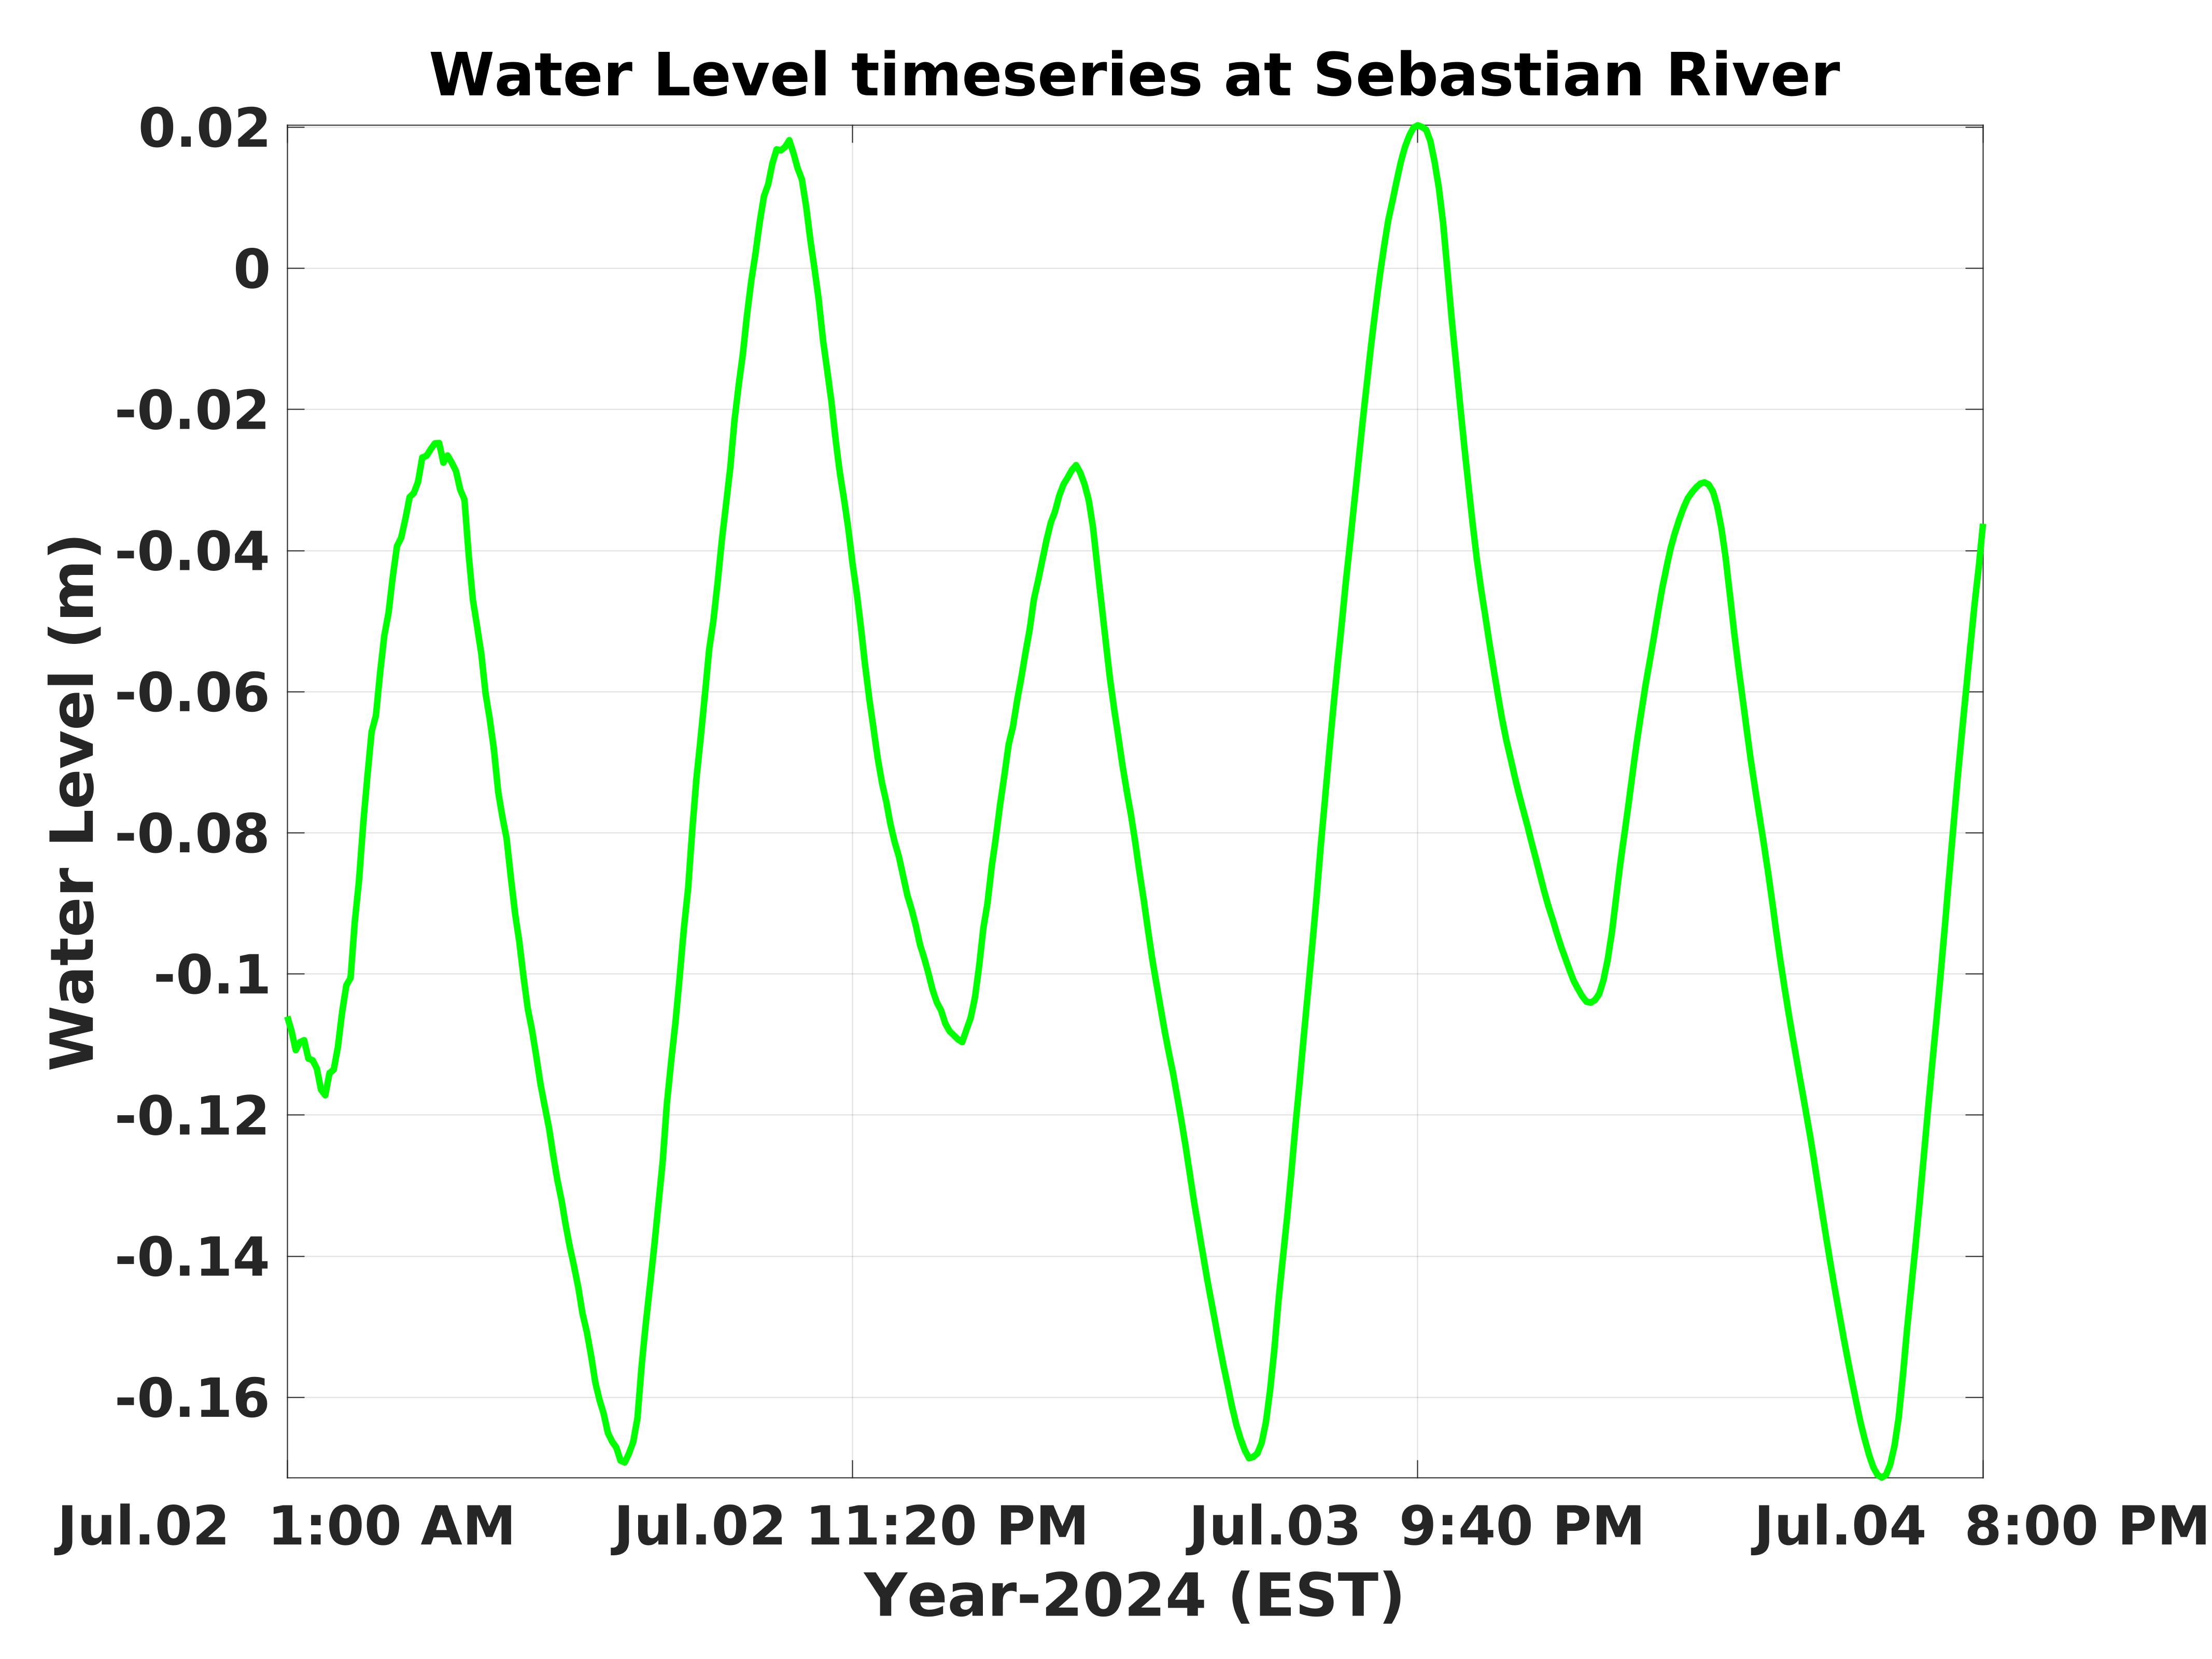 Water Level timeseries at Sebastian River
Water Level (m)
0.02
0
-0.02
-0.04
-0.06
-0.08
-0.1
-0.12
-0.14
-0.16
Jul.02 1:00 AM Jul.02 11:20 PM Jul.03 9:40 PM Jul.04 8:00 PM
Year-2024 (EST)